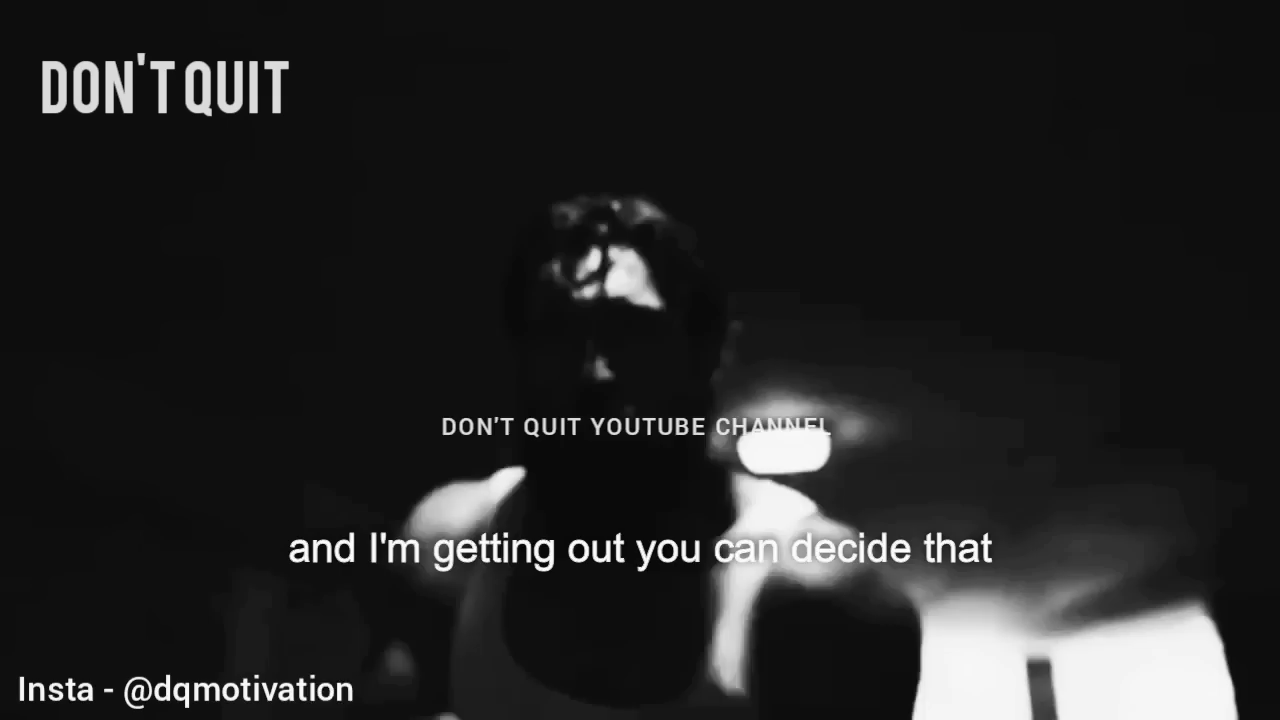 DON'T QUIT
DON'T QUIT YOUTUBE CHANNEL
and I'm getting out you can decide that
Insta - @dqmotivation